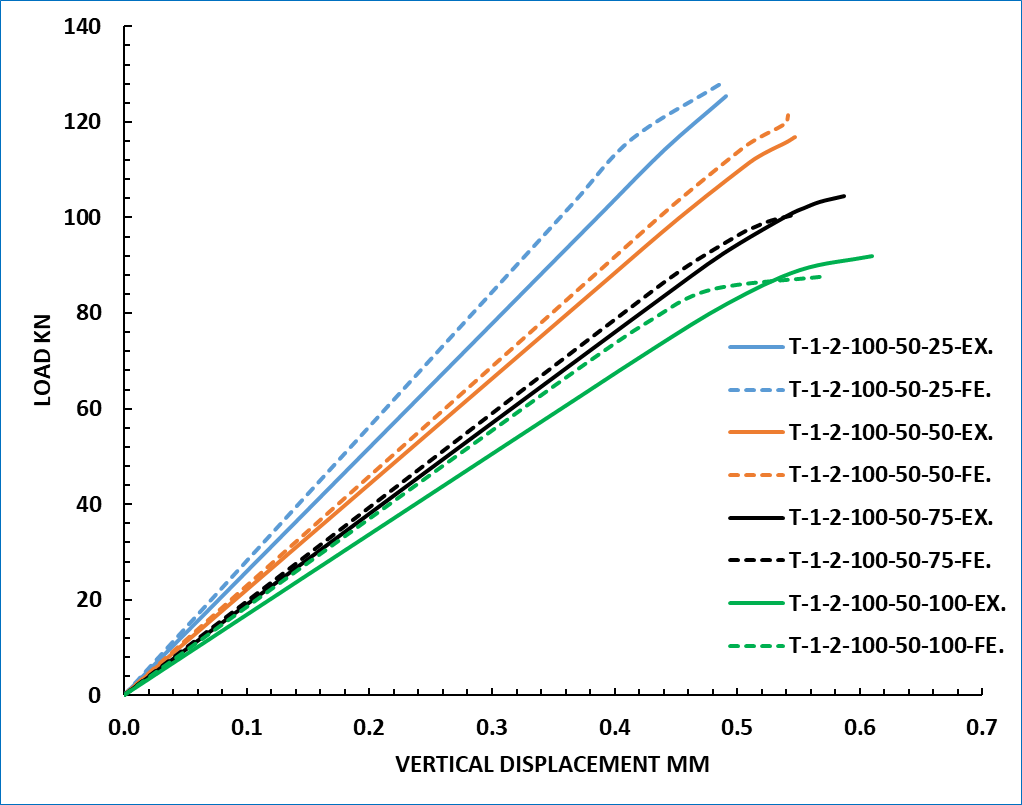 140
120
100
80
60
40
20
0
LOAD KN
0.0 0.1 0.2 0.3 0.4 0.5 0.6 0.7
VERTICAL DISPLACEMENT MM
T-1-2-100-50-25-EX.
T-1-2-100-50-25-FE.
T-1-2-100-50-50-EX.
T-1-2-100-50-50-FE.
T-1-2-100-50-75-EX.
T-1-2-100-50-75-FE.
T-1-2-100-50-100-EX.
T-1-2-100-50-100-FE.